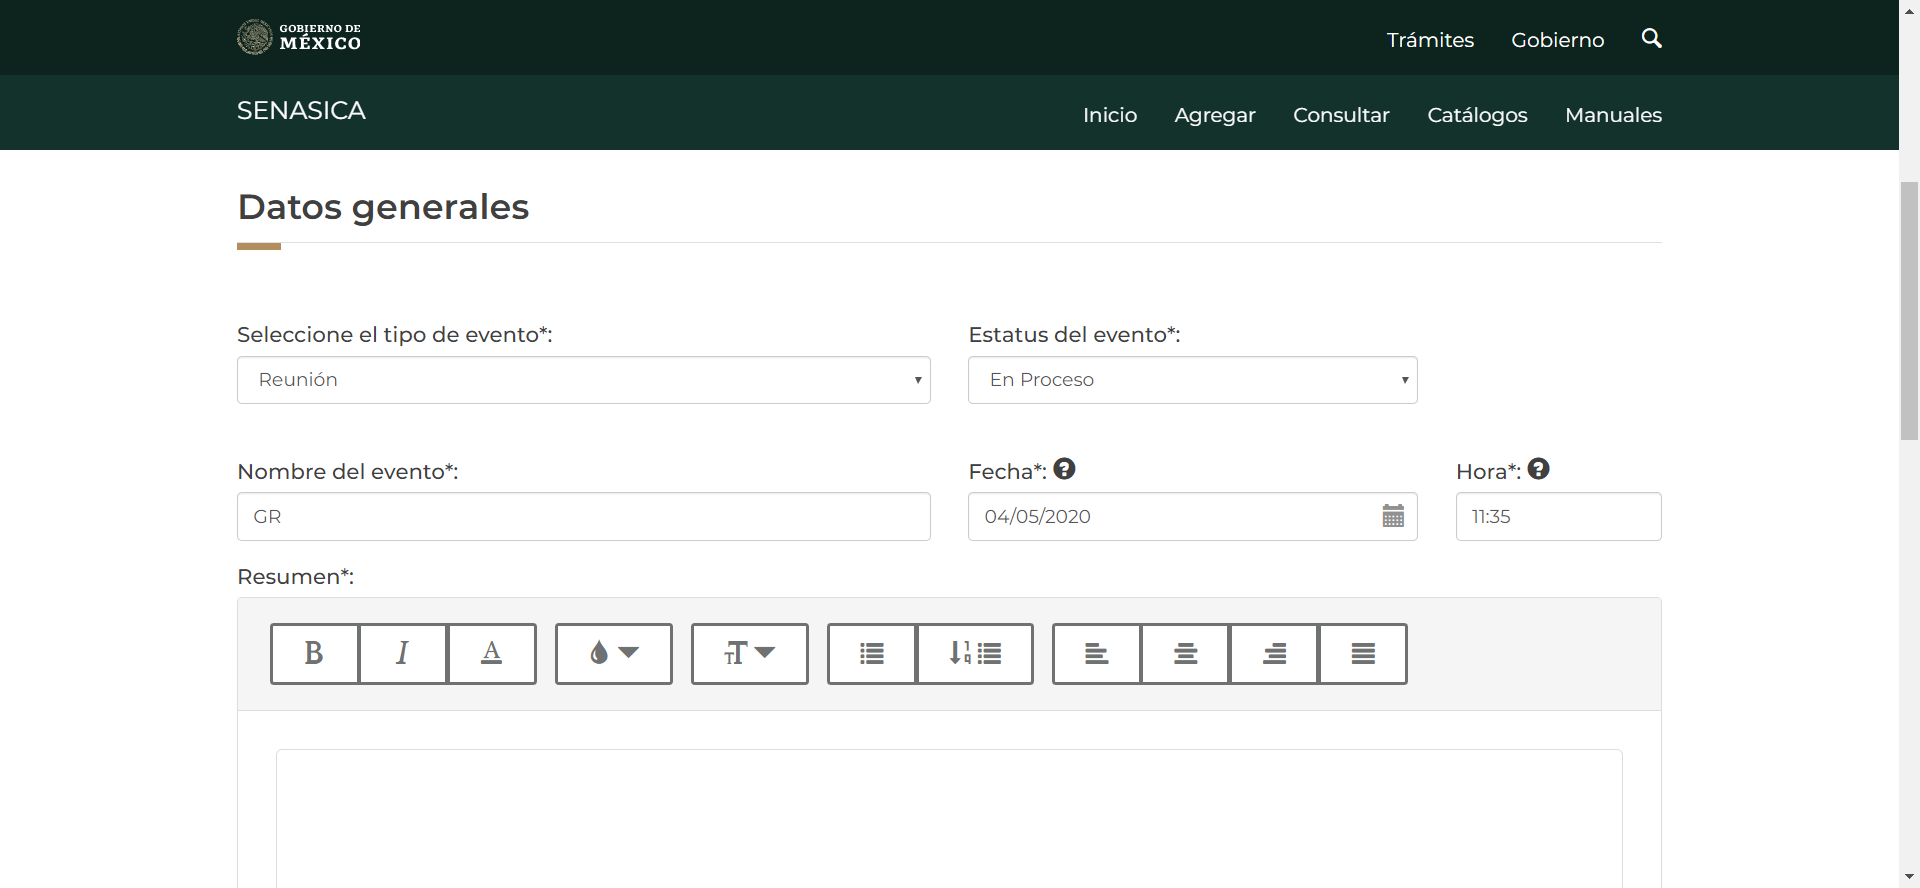 GOBIERNO DE
MÉXICO
Trámites
Gobierno
SENASICA
Inicio
Agregar
Consultar
Catálogos
Manuales
Datos generales
Seleccione el tipo de evento*:
Estatus del evento*:
Reunión
En Proceso
Nombre del evento*:
Fecha*:
Hora*:
GR
04/05/2020
11:35
Resumen*:
B
I
A